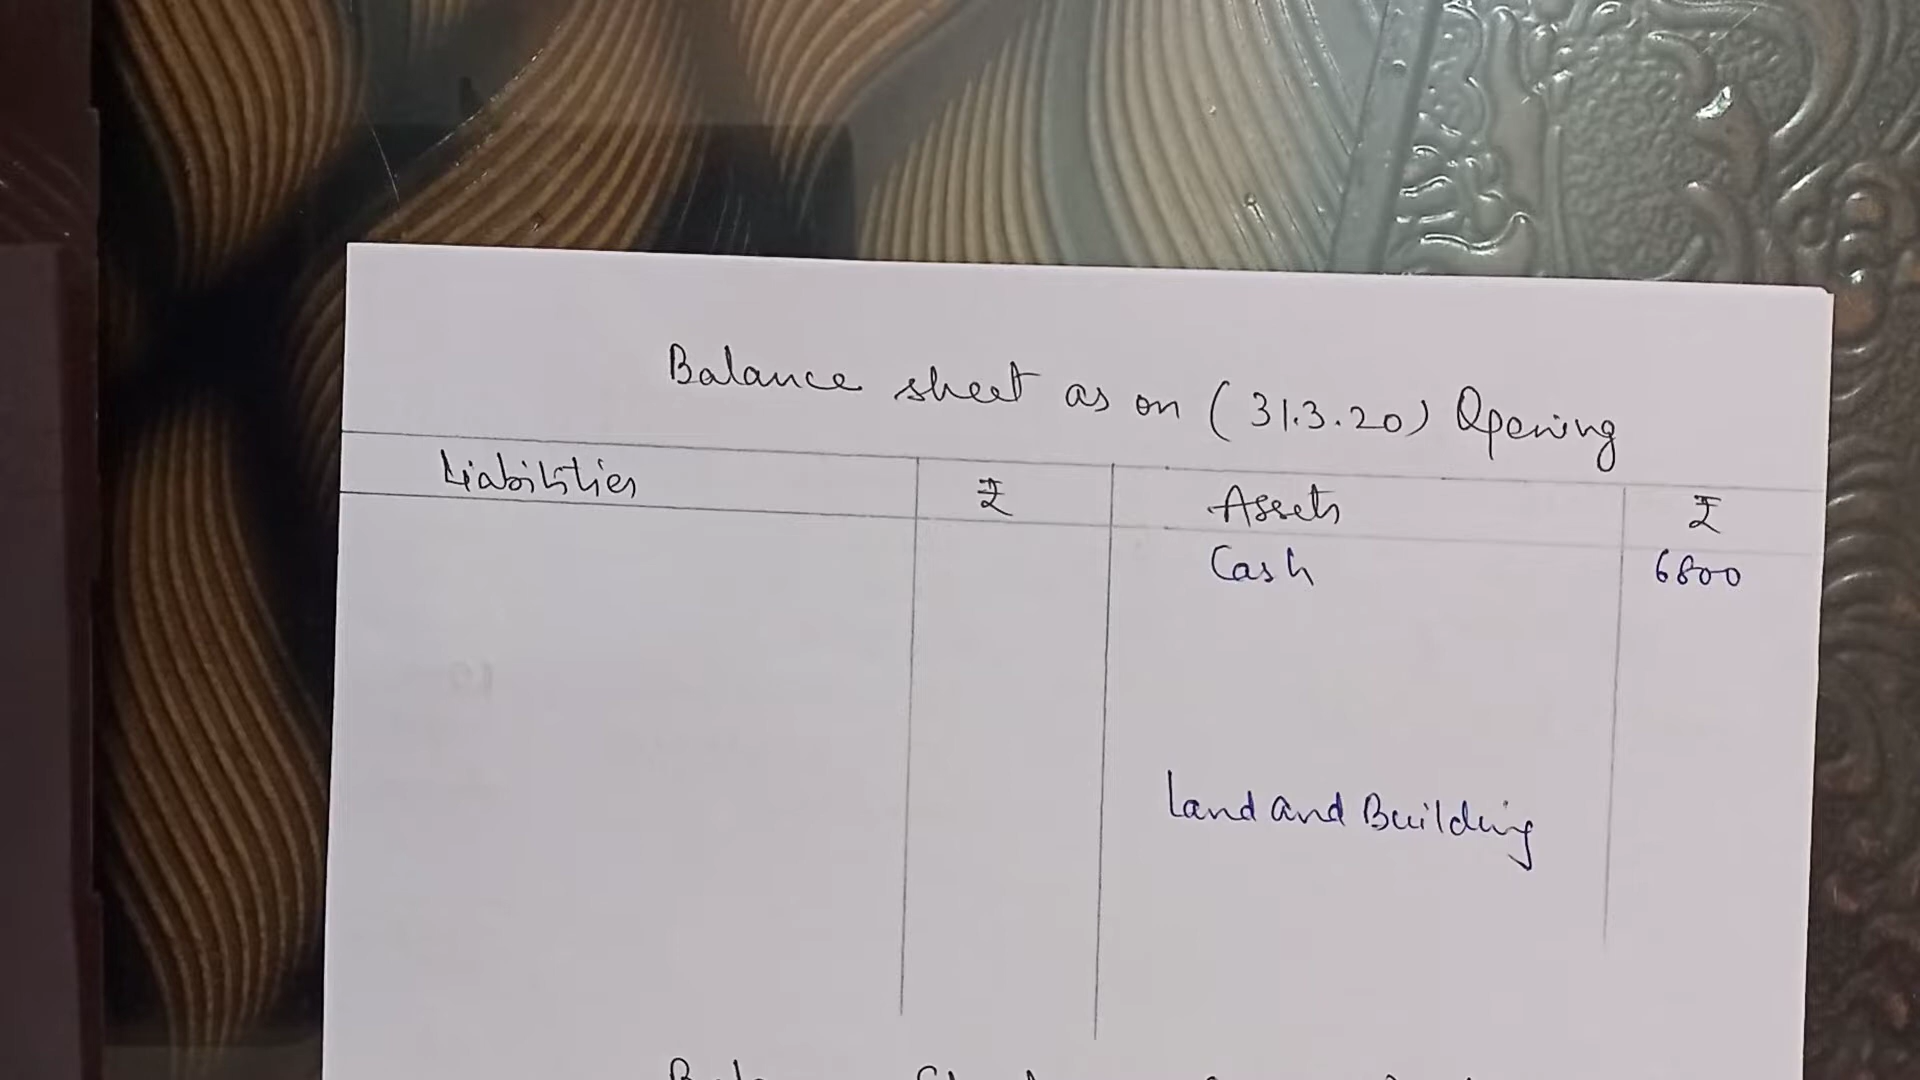 Balance sheet as on (31.3.20) Opening
Liabilities ₹ Assets ₹
Cash 6800
Land and Building